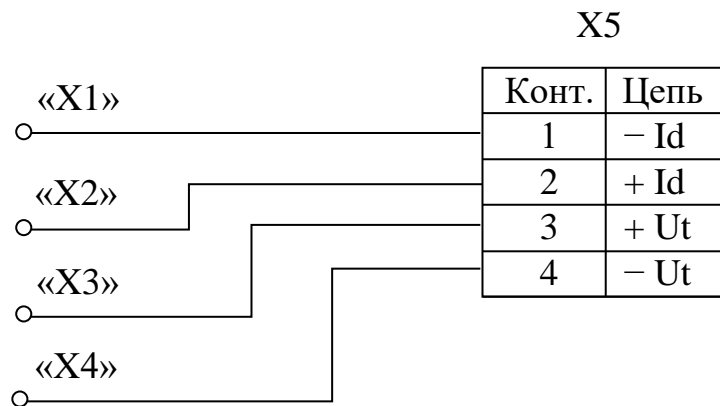 X5
Конт. Цепь
«X1»
1 − Id
«X2»
2 + Id
3 + Ut
«X3»
4 − Ut
«X4»